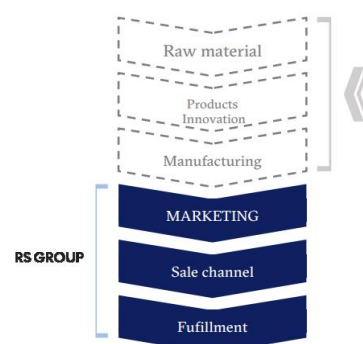 Raw material
Products
Innovation
Manufacturing
MARKETING
RS GROUP
Sale channel
Fufillment